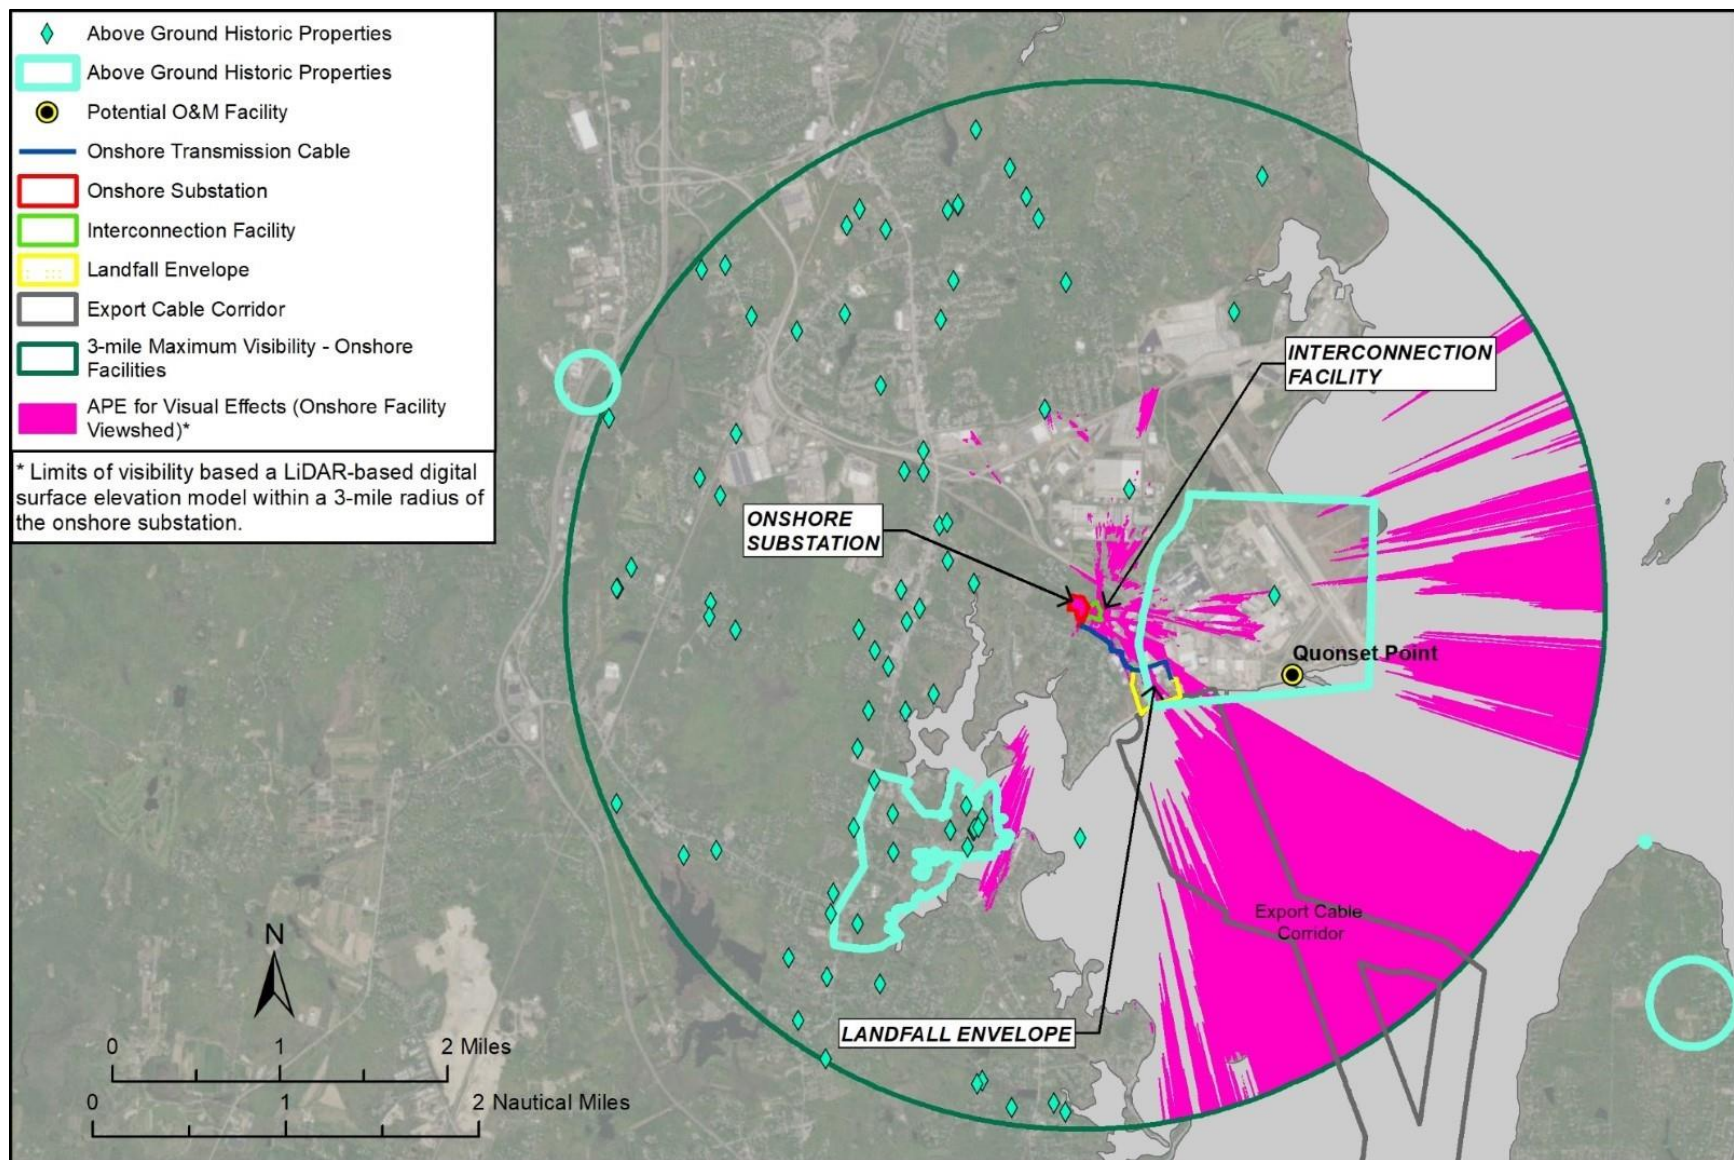 Above Ground Historic Properties
Above Ground Historic Properties
Potential O&M Facility
Onshore Transmission Cable
Onshore Substation
Interconnection Facility
Landfall Envelope
Export Cable Corridor
3-mile Maximum Visibility - Onshore
Facilities
APE for Visual Effects (Onshore Facility
Viewshed)*
* Limits of visibility based a LiDAR-based digital
surface elevation model within a 3-mile radius of
the onshore substation.
INTERCONNECTION
FACILITY
ONSHORE
SUBSTATION
Quonset Point
Export Cable
Corridor
LANDFALL ENVELOPE
N
0 1 2 Miles
0 1 2 Nautical Miles